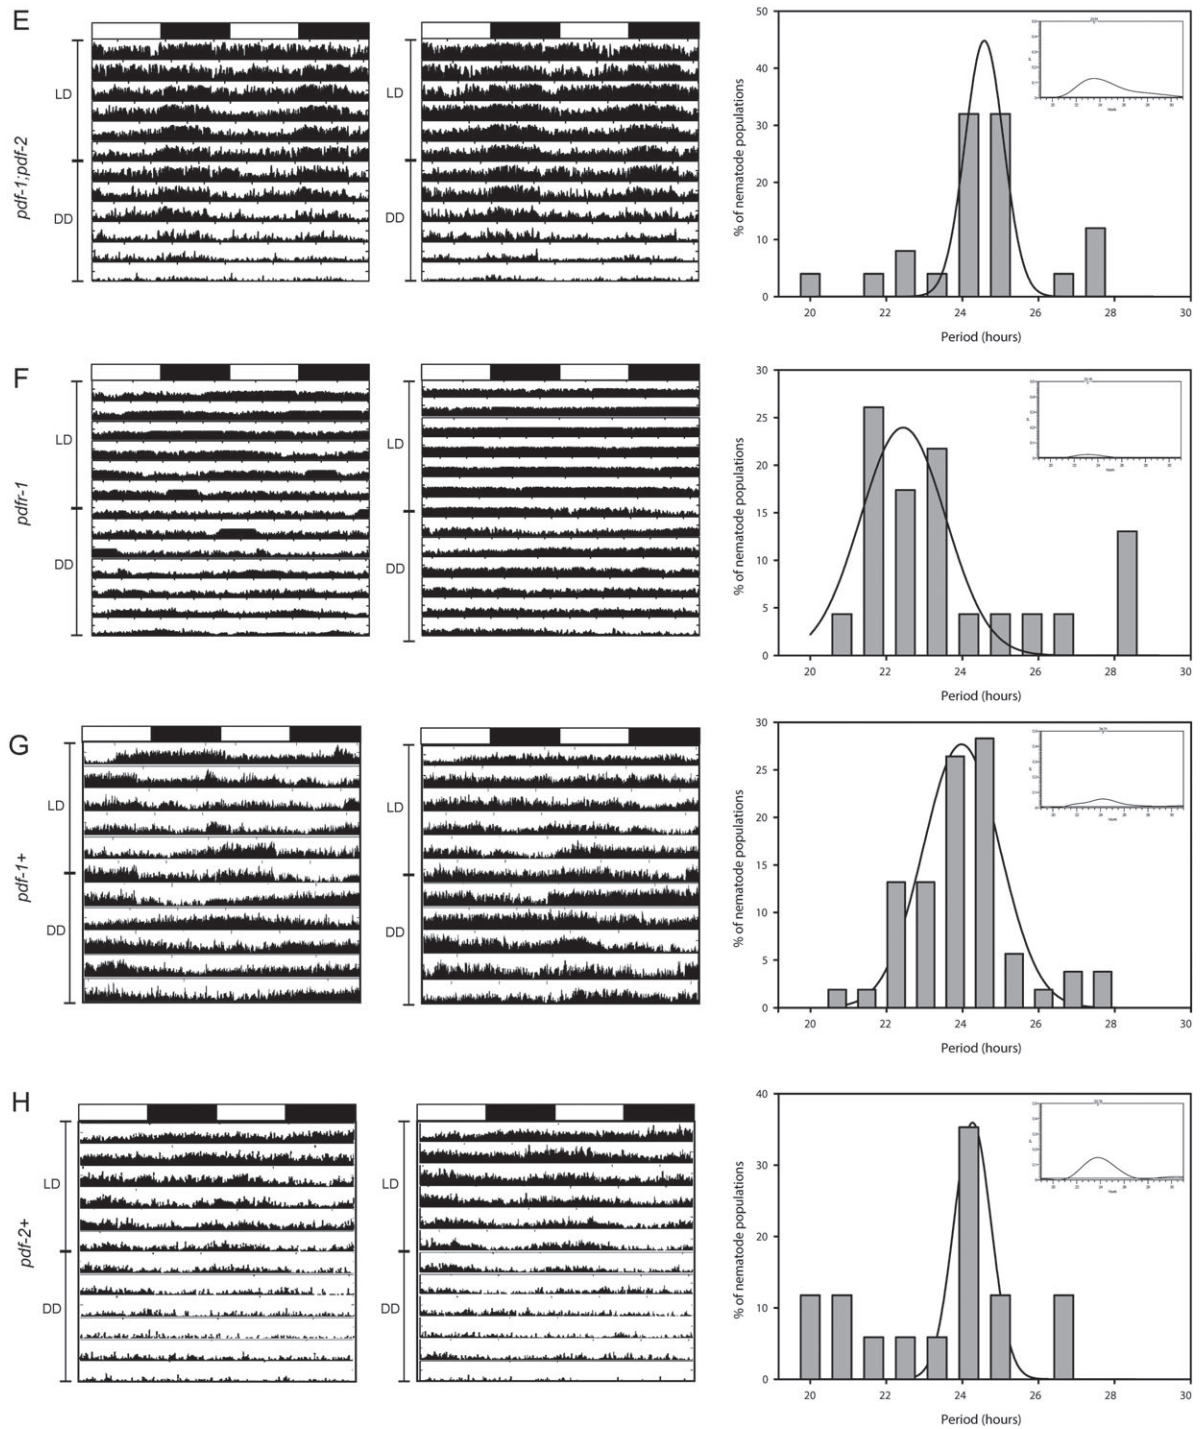 E
LD
DD
pdf-1;pdf-2
LD
DD
% of nematode populations
50
40
30
20
10
0
20 22 24 26 28 30
Period (hours)
F
LD
DD
pdfr-1
LD
DD
% of nematode populations
30
25
20
15
10
5
0
20 22 24 26 28 30
Period (hours)
G
LD
DD
pdf-1+
LD
DD
% of nematode populations
30
25
20
15
10
5
0
20 22 24 26 28 30
Period (hours)
H
LD
DD
pdf-2+
LD
DD
% of nematode populations
40
30
20
10
0
20 22 24 26 28 30
Period (hours)